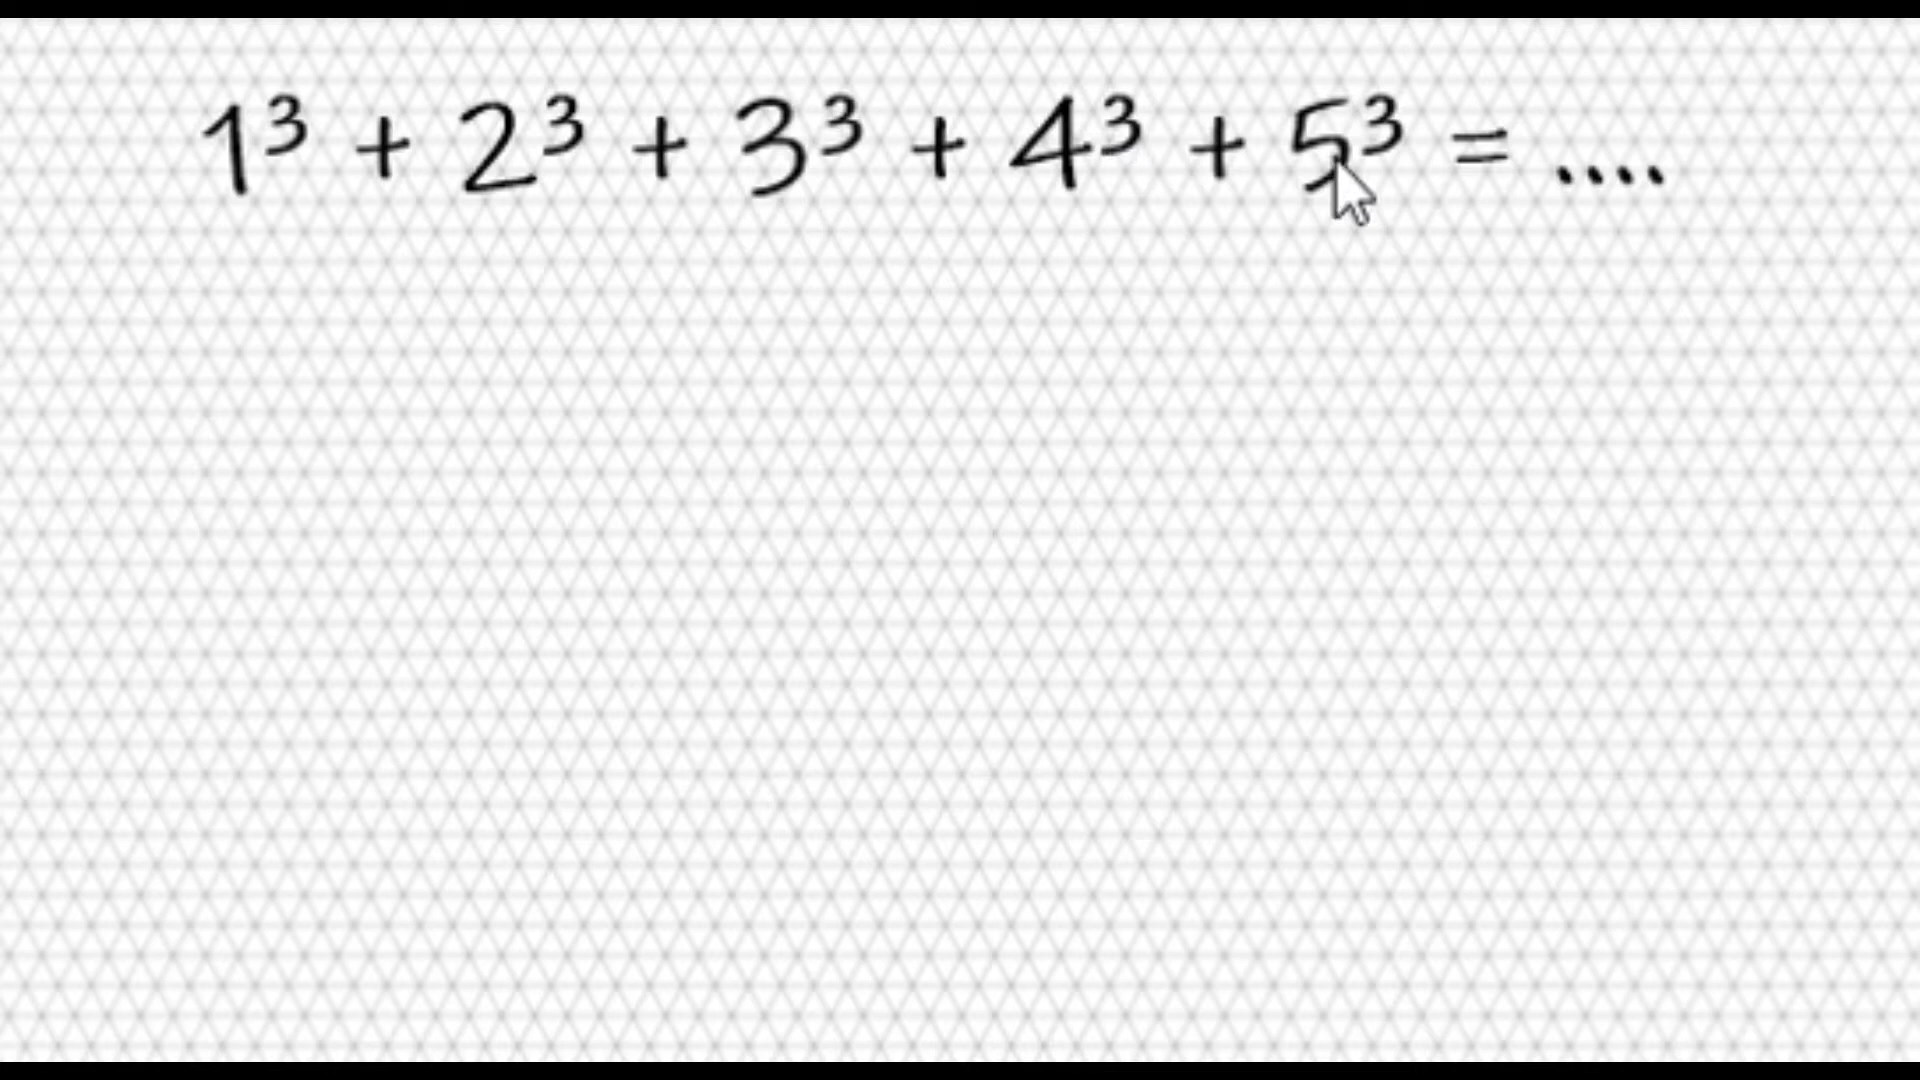 1³ + 2³ + 3³ + 4³ + 5³ = ....